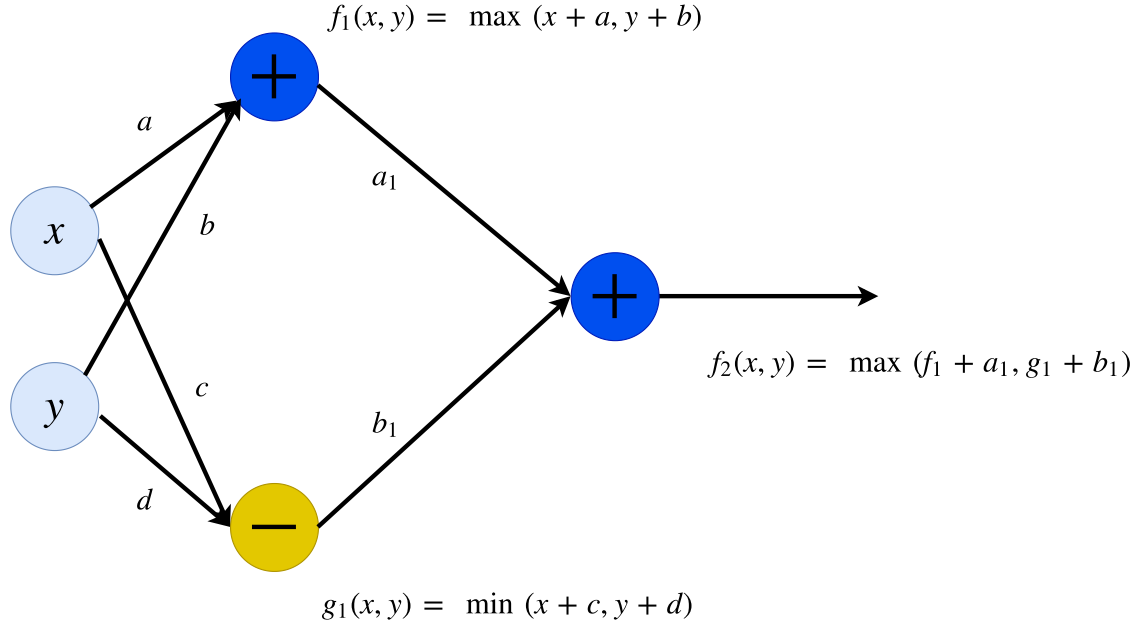 f₁(x, y) = max (x + a, y + b)
+
a
a₁
x
b
+
f₂(x, y) = max (f₁ + a₁, g₁ + b₁)
c
y
b₁
d
−
g₁(x, y) = min (x + c, y + d)